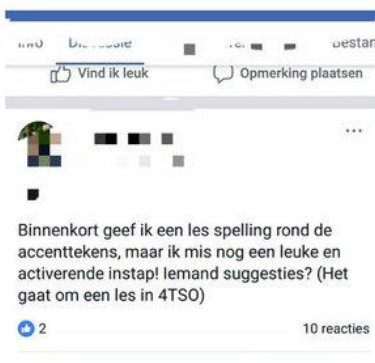 Vind ik leuk Opmerking plaatsen
Binnenkort geef ik een les spelling rond de
accenttekens, maar ik mis nog een leuke en
activerende instap! Iemand suggesties? (Het
gaat om een les in 4TSO)
2 10 reacties